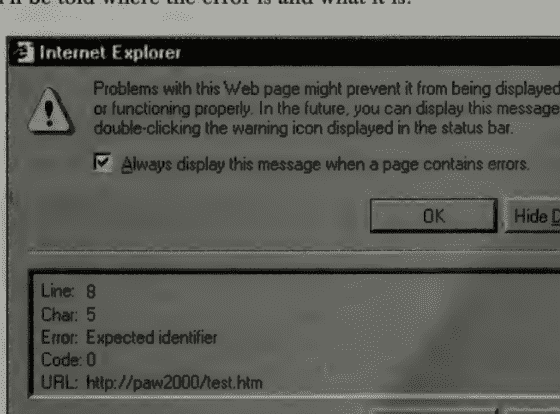 be told where the error is and what it is.
Internet Explorer
Problems with this Web page might prevent it from being displayed
or functioning properly. In the future, you can display this message
double-clicking the warning icon displayed in the status bar.
Always display this message when a page contains errors.
OK
Hide
Line: 8
Char: 5
Error: Expected identifier
Code: 0
URL: http://paw2000/test.htm